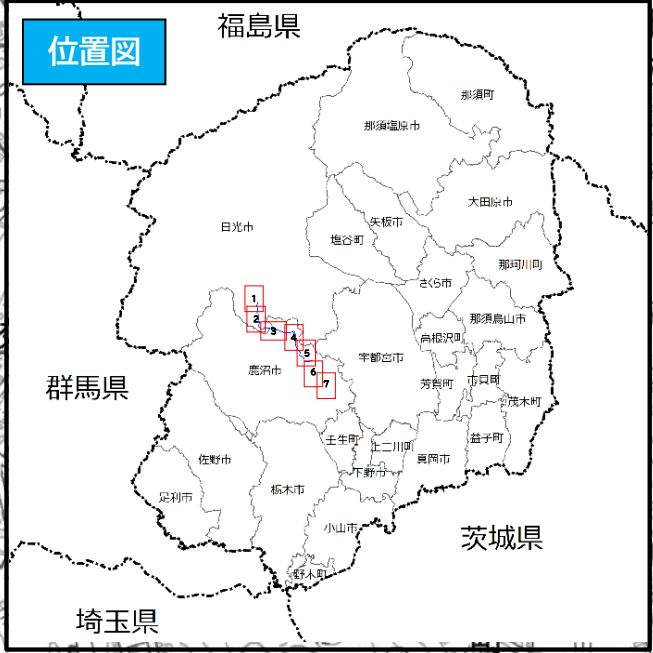 福島県
位置図
那須町
那須塩原市
大田原市
矢板市
日光市
塩谷町
那珂川町
さくら市
1
2
3
那須烏山市
4
高根沢町
5
宇都宮市
鹿沼市
6
7
芳賀町
市貝町
群馬県
茂木町
壬生町
上三川町
益子町
佐野市
真岡市
下野市
栃木市
足利市
小山市
茨城県
野木町
埼玉県